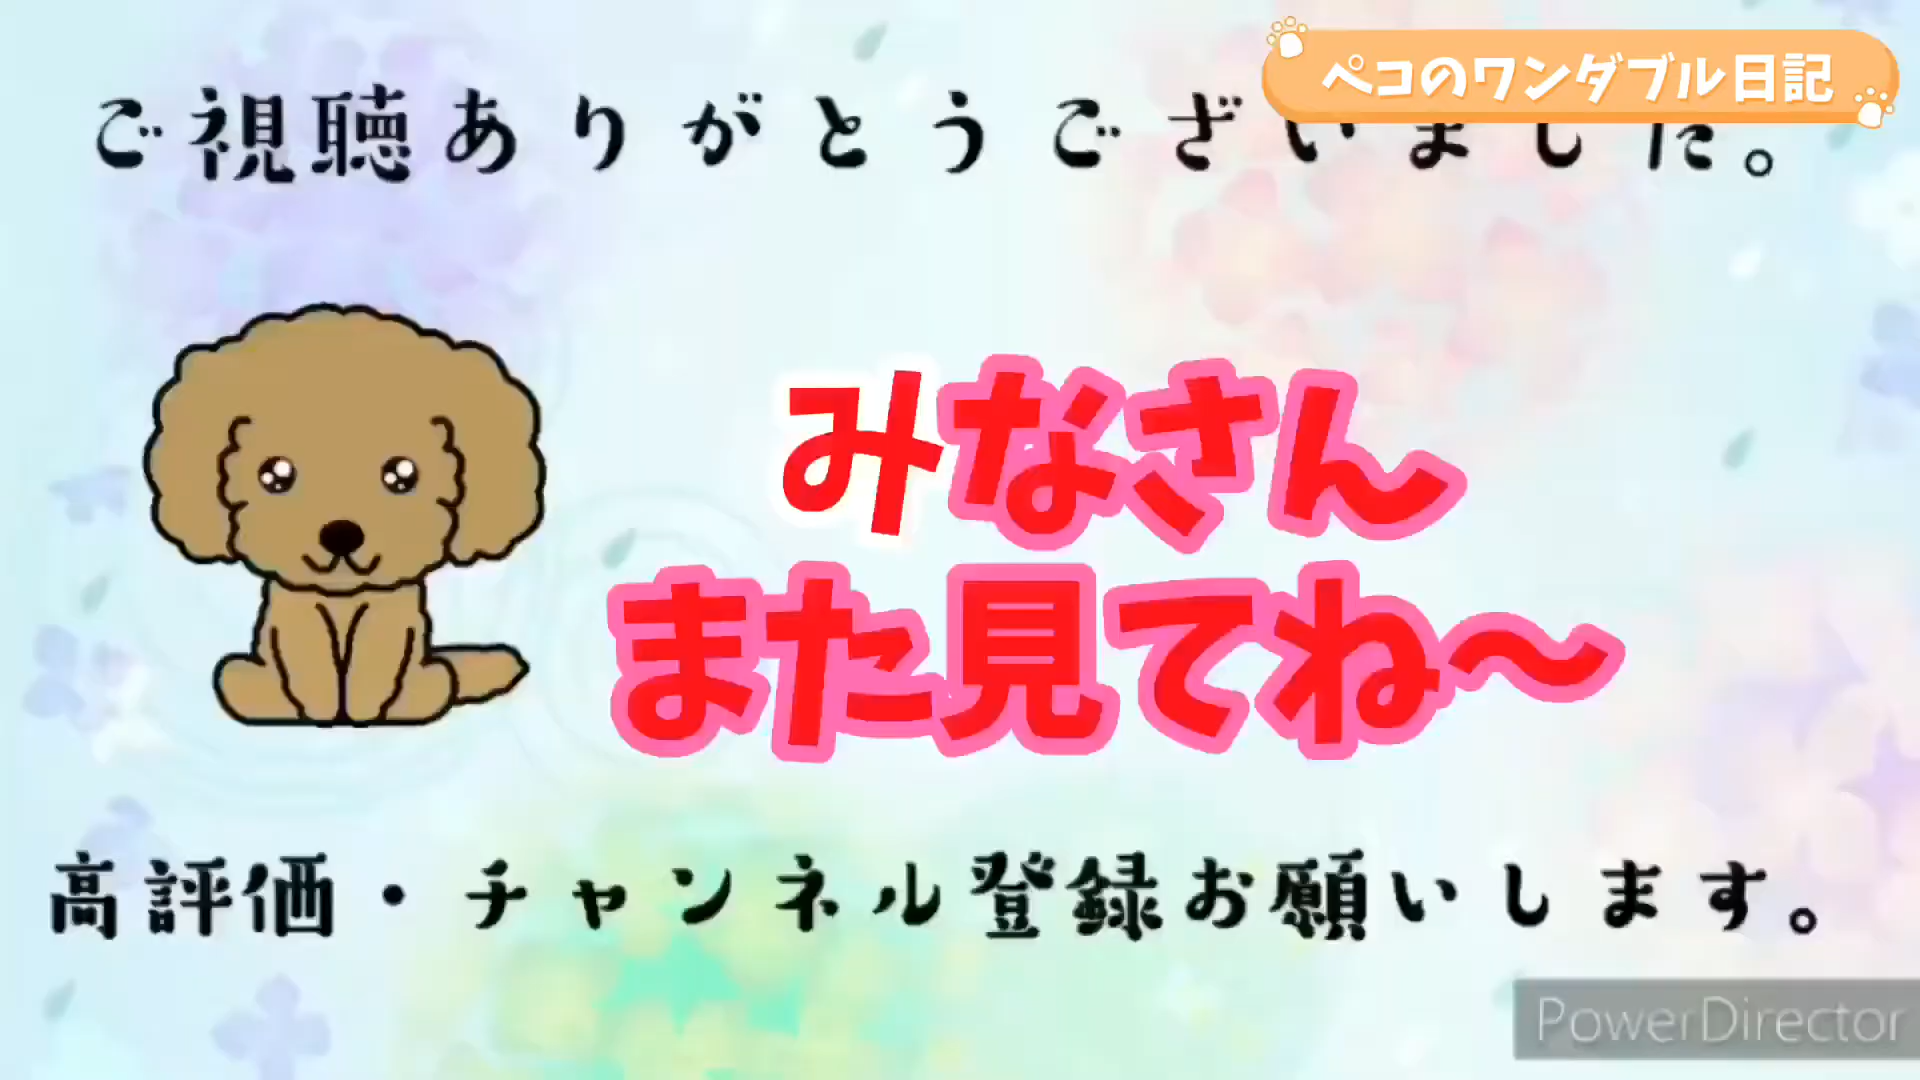 ペコのワンダブル日記
ご視聴ありがとうございました。
みなさん
また見てね～
高評価・チャンネル登録お願いします。
PowerDirector